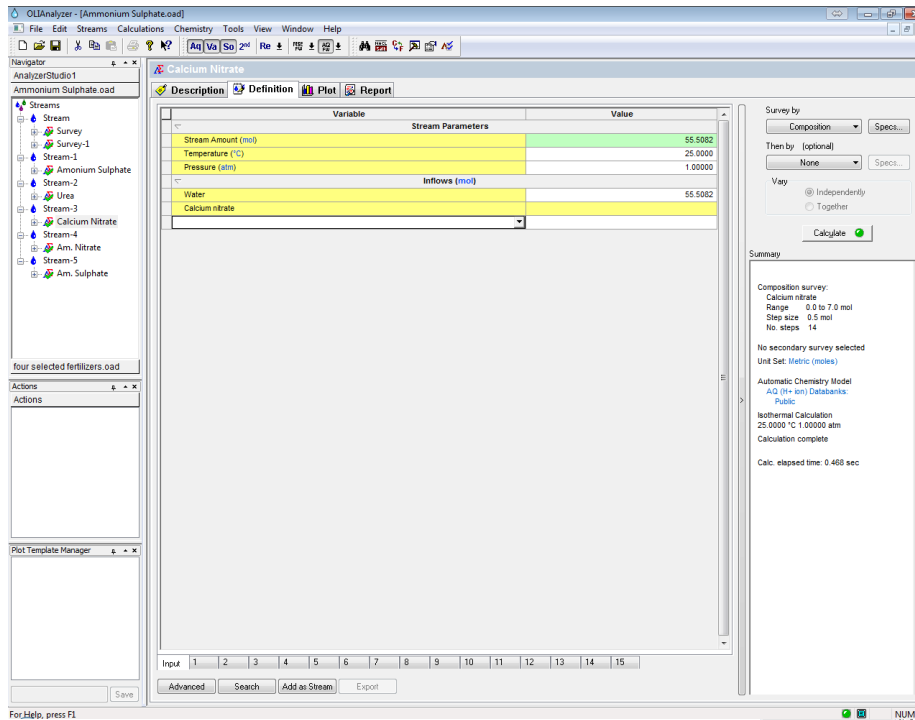 OLIAnalyzer - [Ammonium Sulphate.oad]
File Edit Streams Calculations Chemistry Tools View Window Help
Aq Va So 2nd Re
Navigator
AnalyzerStudio1
Ammonium Sulphate.oad
Streams
Stream
Survey
Survey-1
Stream-1
Amonium Sulphate
Stream-2
Urea
Stream-3
Calcium Nitrate
Stream-4
Am. Nitrate
Stream-5
Am. Sulphate
four selected fertilizers.oad
Actions
Actions
Plot Template Manager
Save
Calcium Nitrate
Description Definition Plot Report
Variable Value
Stream Parameters
Stream Amount (mol) 55.5082
Temperature (°C) 25.0000
Pressure (atm) 1.00000
Inflows (mol)
Water 55.5082
Calcium nitrate
Input 1 2 3 4 5 6 7 8 9 10 11 12 13 14 15
Advanced Search Add as Stream Export
Survey by
Composition Specs...
Then by (optional)
None Specs...
Vary
Independently
Together
Calculate
Summary
Composition survey:
Calcium nitrate
Range 0.0 to 7.0 mol
Step size 0.5 mol
No. steps 14
No secondary survey selected
Unit Set: Metric (moles)
Automatic Chemistry Model
AQ (H+ ion) Databanks:
Public
Isothermal Calculation
25.0000 °C 1.00000 atm
Calculation complete
Calc. elapsed time: 0.468 sec
For Help, press F1
NUM